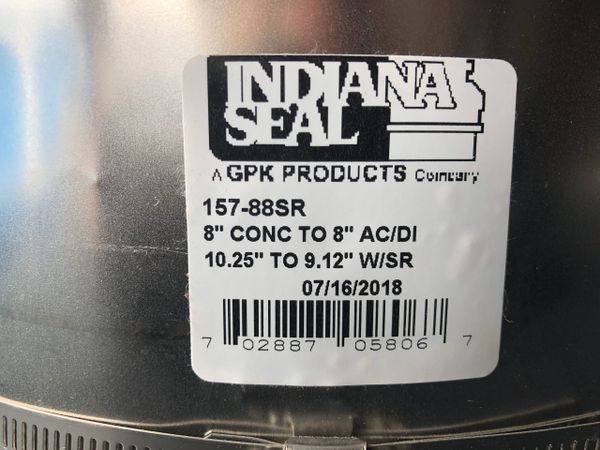 INDIANA
SEAL
A GPK PRODUCTS Company
157-88SR
8" CONC TO 8" AC/DI
10.25" TO 9.12" W/SR
07/16/2018
7 02887 05806 7